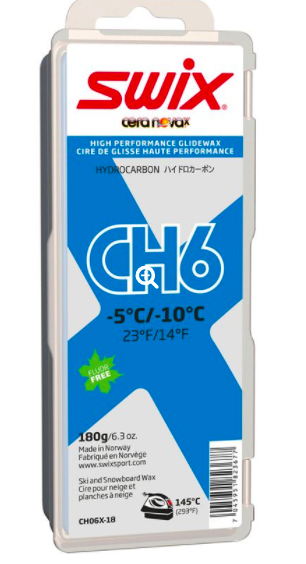 SWIX
cera novax
HIGH PERFORMANCE GLIDEWAX
CIRE DE GLISSE HAUTE PERFORMANCE
HYDROCARBON ハイドロカーボン
CH6
-5°C/-10°C
23°F/14°F
FLUOR
FREE
180g/6.3 oz.
Made in Norway
Fabriqué en Norvège
www.swixsport.com
Ski and Snowboard Wax
Cire pour neige et
planches à neige
145°C
(293°F)
CH06X-18